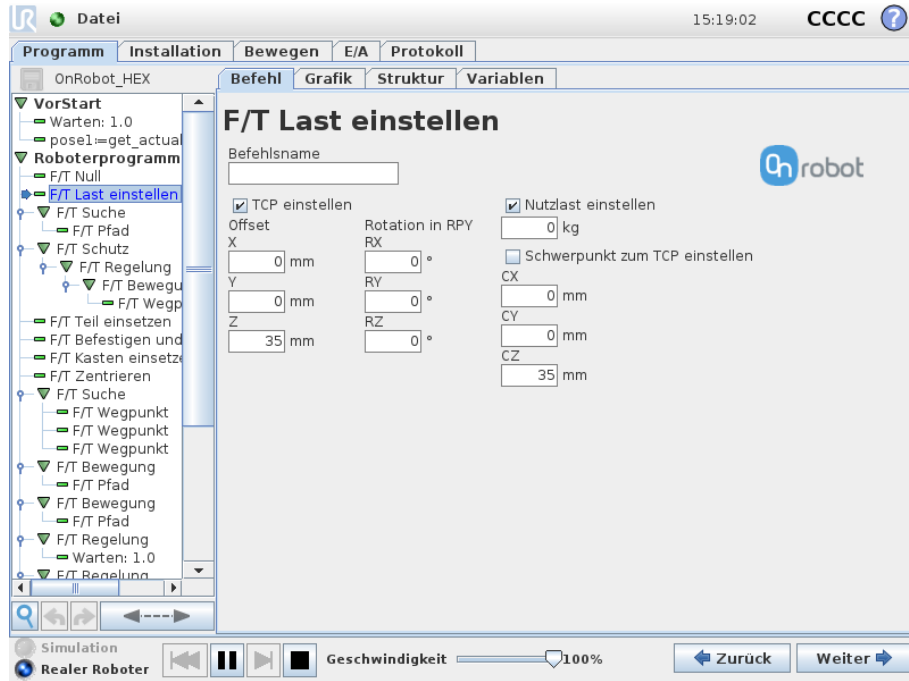 Datei
15:19:02
CCCC
?
Programm Installation Bewegen E/A Protokoll
OnRobot_HEX
Befehl Grafik Struktur Variablen
VorStart
Warten: 1.0
pose1:=get_actual
Roboterprogramm
F/T Null
F/T Last einstellen
F/T Suche
F/T Pfad
F/T Schutz
F/T Regelung
F/T Bewegu
F/T Wegp
F/T Teil einsetzen
F/T Befestigen und
F/T Kasten einsetze
F/T Zentrieren
F/T Suche
F/T Wegpunkt
F/T Wegpunkt
F/T Wegpunkt
F/T Bewegung
F/T Pfad
F/T Bewegung
F/T Pfad
F/T Regelung
Warten: 1.0
F/T Regelung
F/T Last einstellen
Befehlsname
On robot
TCP einstellen
Offset
X
0 mm
Y
0 mm
Z
35 mm
Rotation in RPY
RX
0 °
RY
0 °
RZ
0 °
Nutzlast einstellen
0 kg
Schwerpunkt zum TCP einstellen
CX
0 mm
CY
0 mm
CZ
35 mm
Simulation
Realer Roboter
Geschwindigkeit 100%
Zurück
Weiter